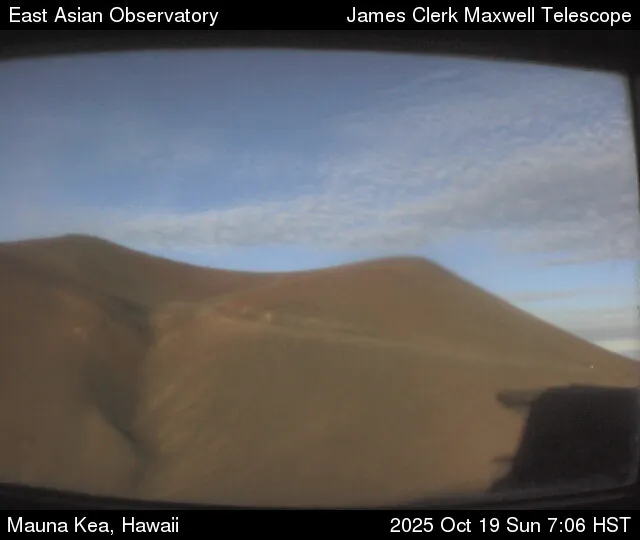 East Asian Observatory
James Clerk Maxwell Telescope
Mauna Kea, Hawaii
2025 Oct 19 Sun 7:06 HST